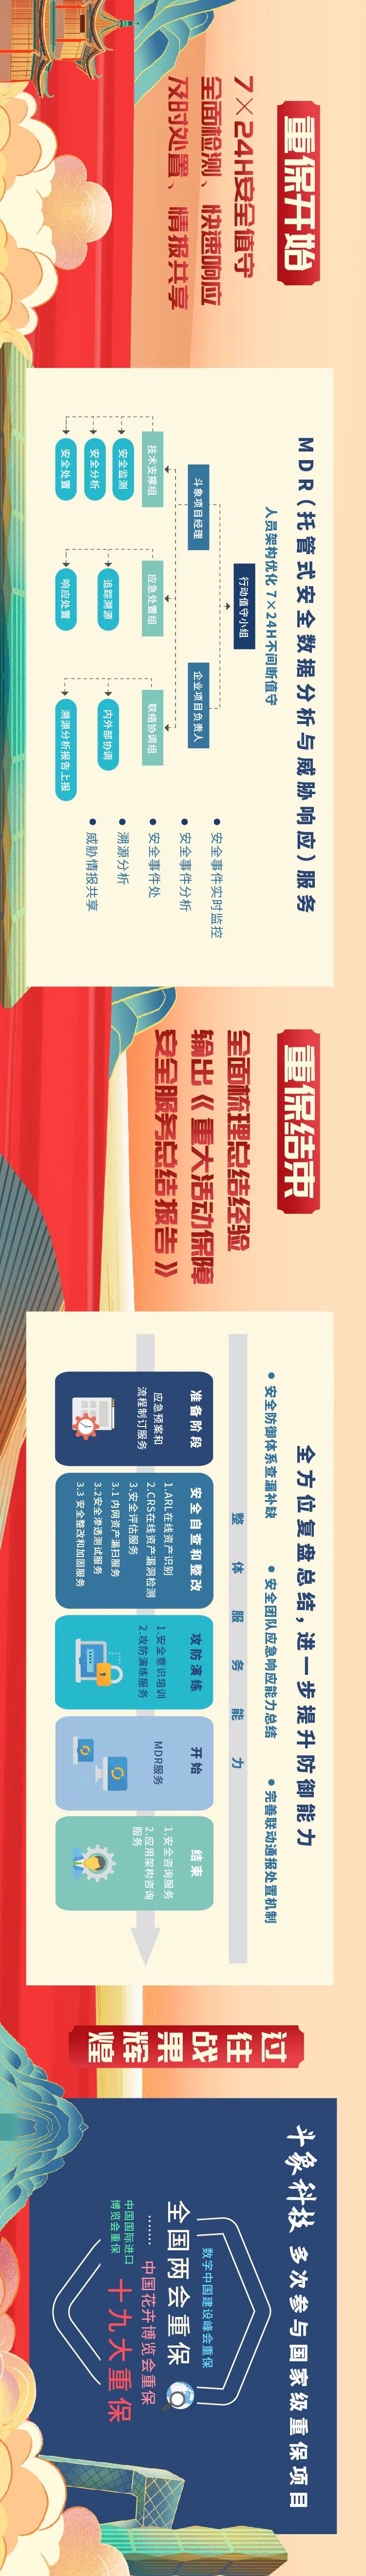 重保开始
7×24H安全值守
全面检测、快速响应
及时处置、情报共享
MDR(托管式安全数据分析与威胁响应)服务
人员架构优化 7×24H不间断值守
行动值守小组
斗象项目经理
企业项目负责人
技术支撑组
应急处置组
联络协调组
安全监测
安全分析
安全处置
追踪溯源
响应处置
内外部协调
溯源分析报告上报
● 安全事件实时监控
● 安全事件分析
● 安全事件处
● 溯源分析
● 威胁情报共享
重保结束
全面梳理总结经验
输出《重大活动保障
安全服务总结报告》
全方位复盘总结,进一步提升防御能力
● 安全防御体系查漏补缺
● 安全团队应急响应能力总结
● 完善联动通报处置机制
整体服务能力
准备阶段
应急预案和
流程制订服务
安全自查和整改
1.ARL在线资产识别
2.CRS在线资产漏洞检测
3.安全评估服务
3.1 内网资产漏扫服务
3.2安全渗透测试服务
3.3 安全整改和加固服务
攻防演练
1.安全意识培训
2.攻防演练服务
开始
MDR服务
结束
1.安全咨询服务
2.应用架构咨询
服务
过往战果辉煌
斗象科技 多次参与国家级重保项目
数字中国建设峰会重保
全国两会重保
中国花卉博览会重保
......
中国国际进口
博览会重保
十九大重保